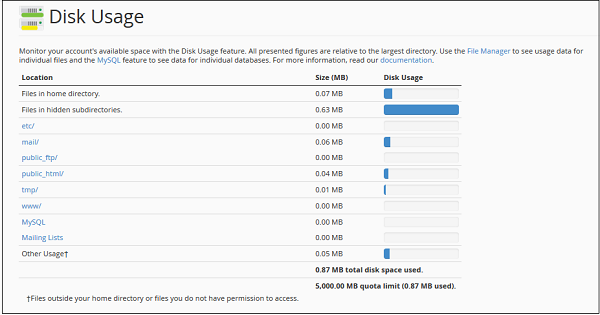 Disk Usage
Monitor your account's available space with the Disk Usage feature. All presented figures are relative to the largest directory. Use the File Manager to see usage data for
individual files and the MySQL feature to see data for individual databases. For more information, read our documentation.
Location Size (MB) Disk Usage
Files in home directory. 0.07 MB
Files in hidden subdirectories. 0.63 MB
etc/ 0.00 MB
mail/ 0.06 MB
public_ftp/ 0.00 MB
public_html/ 0.04 MB
tmp/ 0.01 MB
www/ 0.00 MB
MySQL 0.00 MB
Mailing Lists 0.00 MB
Other Usage† 0.05 MB
0.87 MB total disk space used.
5,000.00 MB quota limit (0.87 MB used).
†Files outside your home directory or files you do not have permission to access.